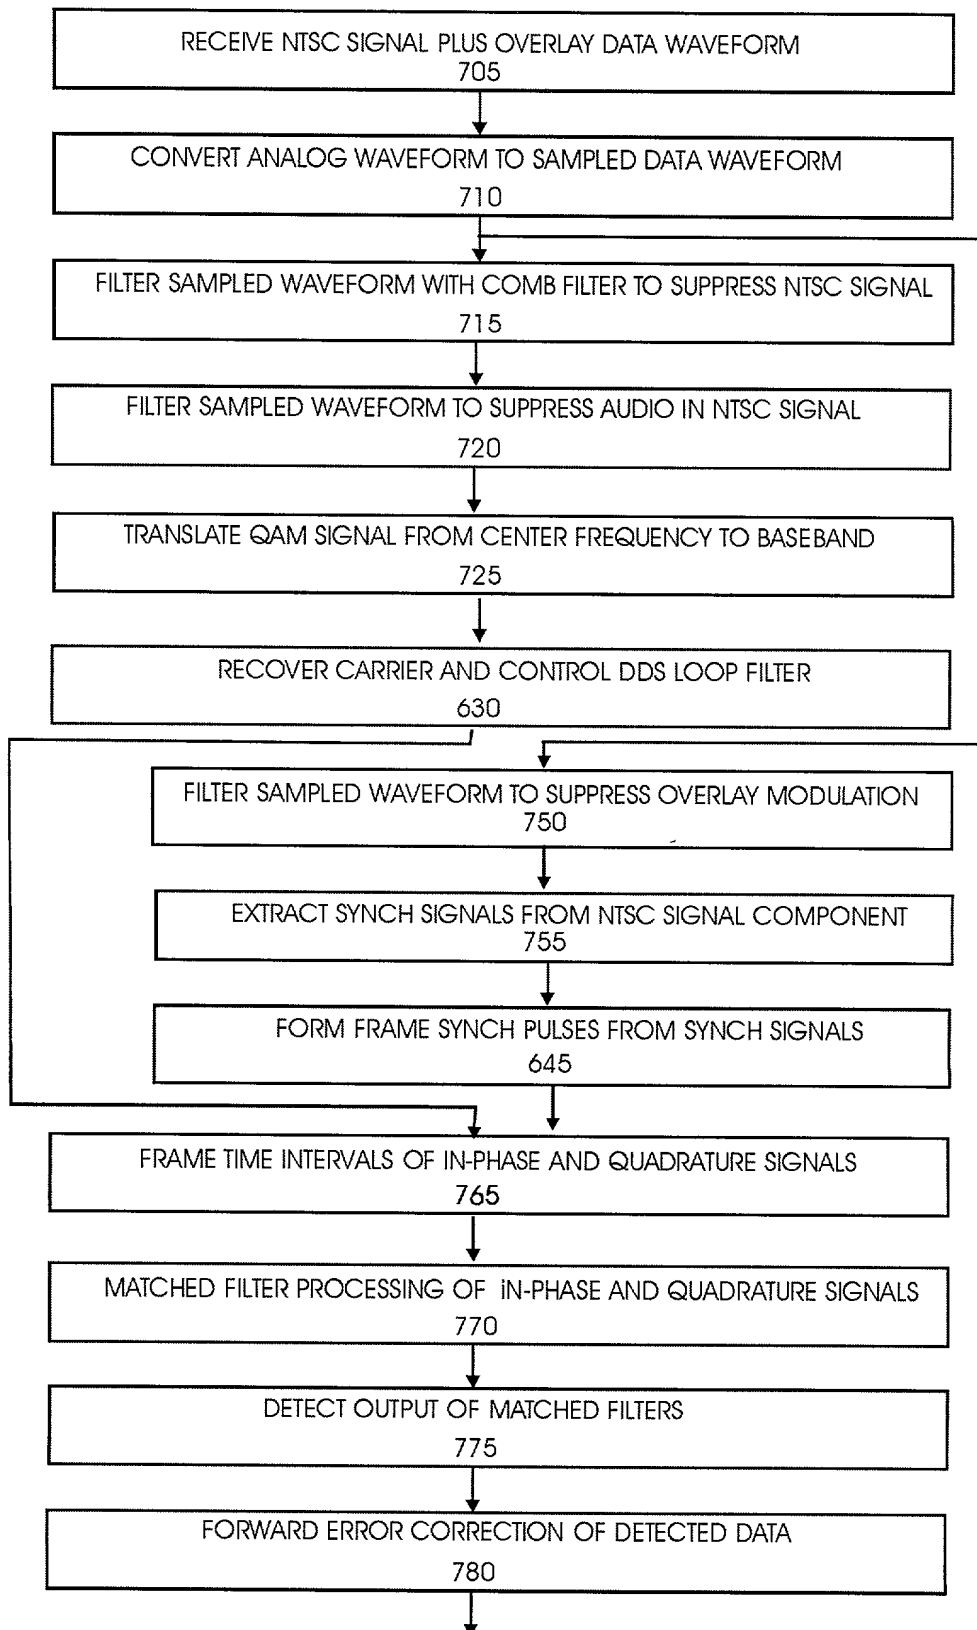 RECEIVE NTSC SIGNAL PLUS OVERLAY DATA WAVEFORM
705
CONVERT ANALOG WAVEFORM TO SAMPLED DATA WAVEFORM
710
FILTER SAMPLED WAVEFORM WITH COMB FILTER TO SUPPRESS NTSC SIGNAL
715
FILTER SAMPLED WAVEFORM TO SUPPRESS AUDIO IN NTSC SIGNAL
720
TRANSLATE QAM SIGNAL FROM CENTER FREQUENCY TO BASEBAND
725
RECOVER CARRIER AND CONTROL DDS LOOP FILTER
630
FILTER SAMPLED WAVEFORM TO SUPPRESS OVERLAY MODULATION
750
EXTRACT SYNCH SIGNALS FROM NTSC SIGNAL COMPONENT
755
FORM FRAME SYNCH PULSES FROM SYNCH SIGNALS
645
FRAME TIME INTERVALS OF IN-PHASE AND QUADRATURE SIGNALS
765
MATCHED FILTER PROCESSING OF iN-PHASE AND QUADRATURE SIGNALS
770
DETECT OUTPUT OF MATCHED FILTERS
775
FORWARD ERROR CORRECTION OF DETECTED DATA
780